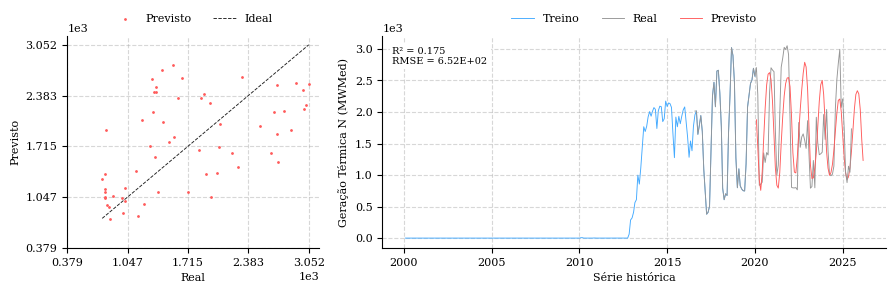 Previsto
Ideal
1e3
3.052
2.383
1.715
1.047
0.379
Previsto
0.379
1.047
1.715
2.383
3.052
1e3
Real
Treino
Real
Previsto
1e3
R² = 0.175
RMSE = 6.52E+02
3.0
2.5
2.0
1.5
1.0
0.5
0.0
Geração Térmica N (MWMed)
2000
2005
2010
2015
2020
2025
Série histórica